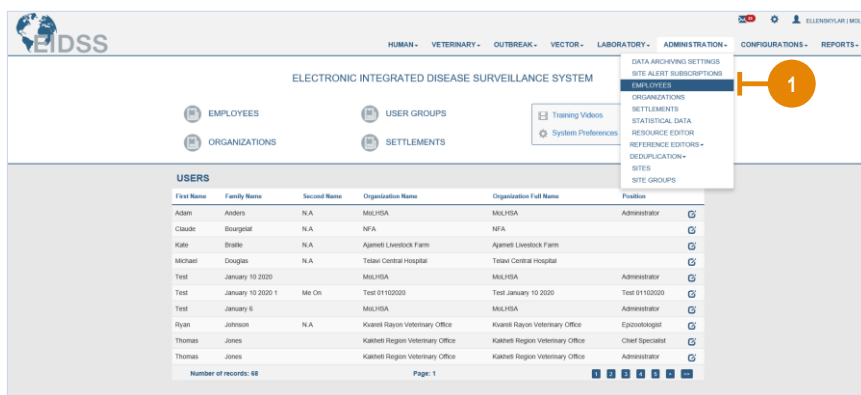 EIDSS
ELLENSKYLAR | MOL
HUMAN VETERINARY OUTBREAK VECTOR LABORATORY ADMINISTRATION CONFIGURATIONS REPORTS
DATA ARCHIVING SETTINGS
SITE ALERT SUBSCRIPTIONS
EMPLOYEES
ORGANIZATIONS
SETTLEMENTS
STATISTICAL DATA
RESOURCE EDITOR
REFERENCE EDITORS
DEDUPLICATION
SITES
SITE GROUPS
1
ELECTRONIC INTEGRATED DISEASE SURVEILLANCE SYSTEM
EMPLOYEES USER GROUPS Training Videos
System Preferences
ORGANIZATIONS SETTLEMENTS
USERS
First Name Family Name Second Name Organization Name Organization Full Name Position
Adam Anders N.A MoLHSA MoLHSA Administrator
Claude Bourgelat N.A NFA NFA
Kate Braille N.A Ajameti Livestock Farm Ajameti Livestock Farm
Michael Douglas N.A Telavi Central Hospital Telavi Central Hospital
Test January 10 2020 MoLHSA MoLHSA Administrator
Test January 10 2020 1 Me On Test 01102020 Test January 10 2020 Test 01102020
Test January 6 MoLHSA MoLHSA Administrator
Ryan Johnson N.A Kvareli Rayon Veterinary Office Kvareli Rayon Veterinary Office Epizootologist
Thomas Jones Kakheti Region Veterinary Office Kakheti Region Veterinary Office Chief Specialist
Thomas Jones Kakheti Region Veterinary Office Kakheti Region Veterinary Office Administrator
Number of records: 68 Page: 1 1 2 3 4 5 > >>